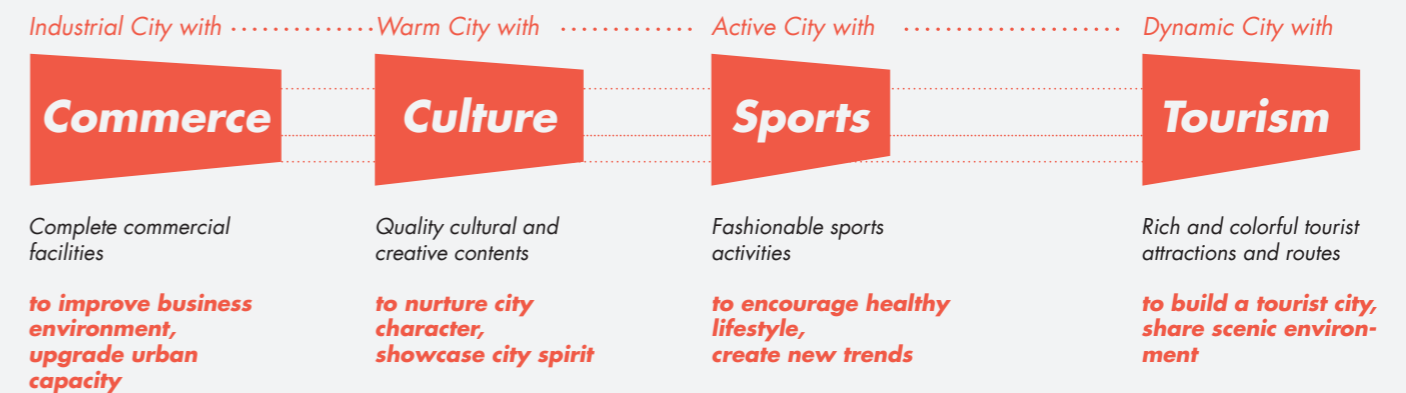 Industrial City with
Commerce
Complete commercial
facilities
to improve business
environment,
upgrade urban
capacity
Warm City with
Culture
Quality cultural and
creative contents
to nurture city
character,
showcase city spirit
Active City with
Sports
Fashionable sports
activities
to encourage healthy
lifestyle,
create new trends
Dynamic City with
Tourism
Rich and colorful tourist
attractions and routes
to build a tourist city,
share scenic environ-
ment